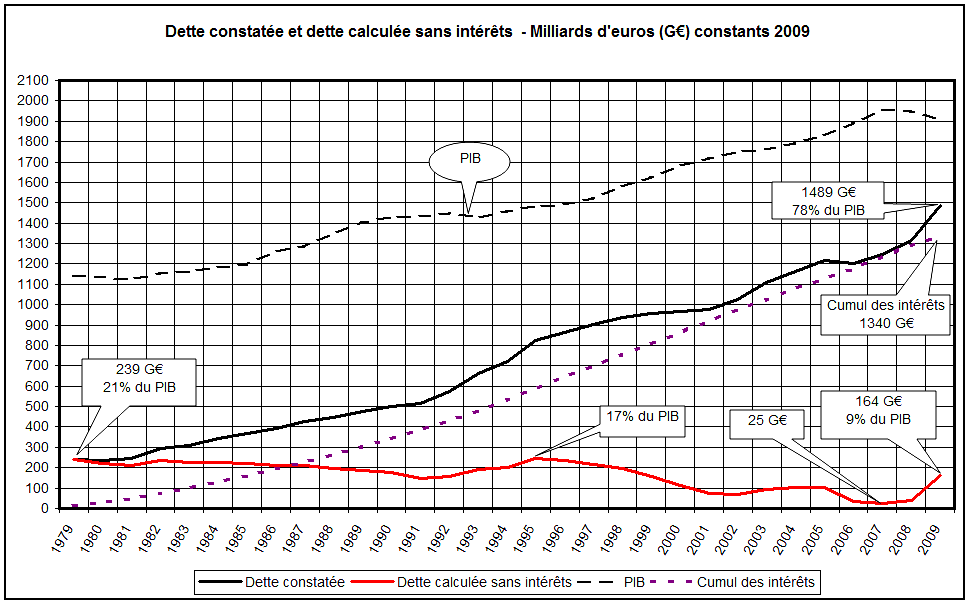 Dette constatée et dette calculée sans intérêts - Milliards d'euros (G€) constants 2009
2100
2000
1900
1800
1700
1600
1500
1400
1300
1200
1100
1000
900
800
700
600
500
400
300
200
100
0
PIB
1489 G€
78% du PIB
Cumul des intérêts
1340 G€
239 G€
21% du PIB
17% du PIB
25 G€
164 G€
9% du PIB
1979 1980 1981 1982 1983 1984 1985 1986 1987 1988 1989 1990 1991 1992 1993 1994 1995 1996 1997 1998 1999 2000 2001 2002 2003 2004 2005 2006 2007 2008 2009
Dette constatée Dette calculée sans intérêts PIB Cumul des intérêts